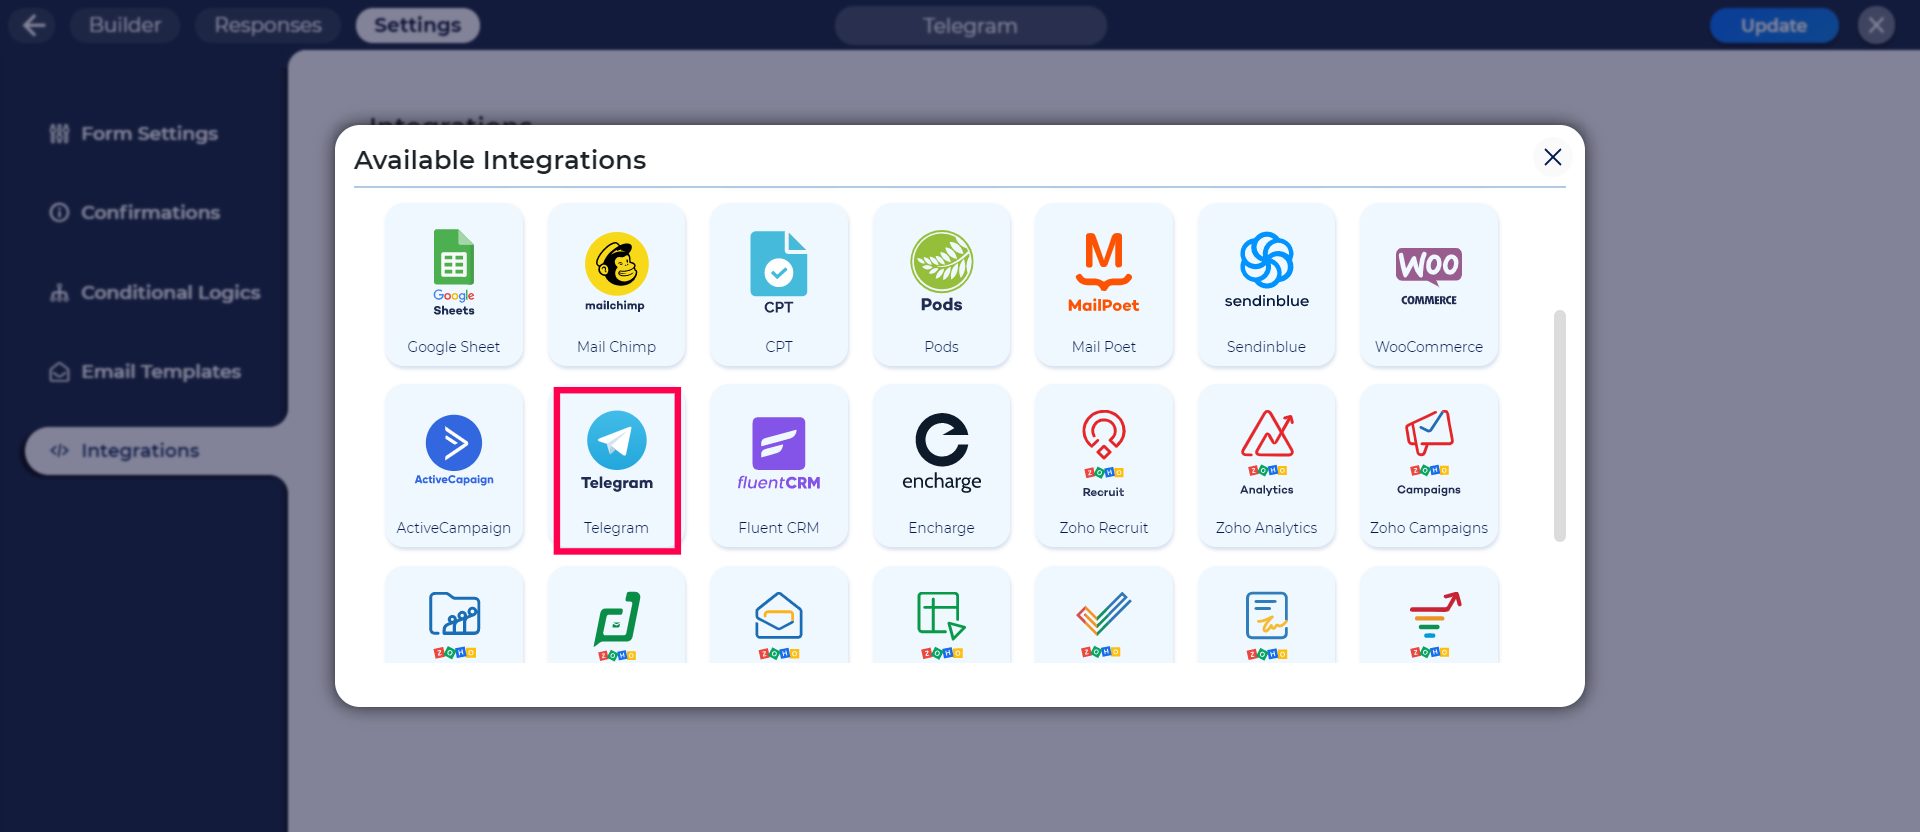 Builder
Responses
Settings
Telegram
Update
Form Settings
Confirmations
Conditional Logics
Email Templates
Integrations
Integrations
Available Integrations
Google
Sheets
Google Sheet
mailchimp
Mail Chimp
CPT
CPT
Pods
Pods
MailPoet
Mail Poet
sendinblue
Sendinblue
WOO
COMMERCE
WooCommerce
ActiveCapaign
ActiveCampaign
Telegram
Telegram
fluentCRM
Fluent CRM
encharge
Encharge
ZOHO
Recruit
Zoho Recruit
ZOHO
Analytics
Zoho Analytics
ZOHO
Campaigns
Zoho Campaigns
ZOHO
ZOHO
ZOHO
ZOHO
ZOHO
ZOHO
ZOHO